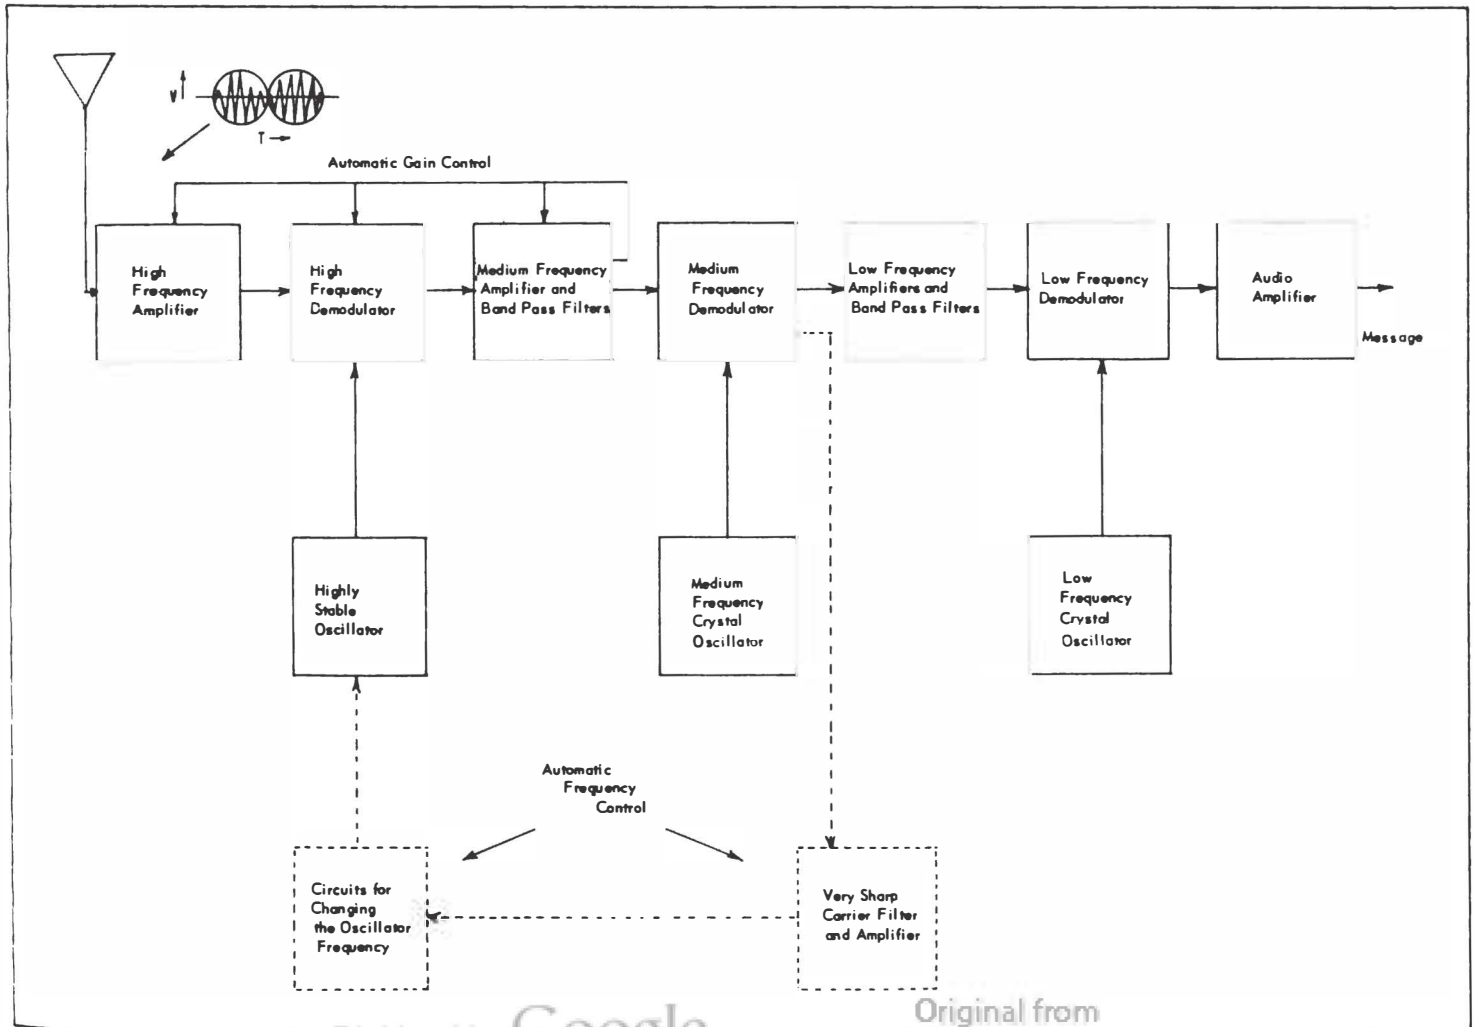 V
T
Automatic Gain Control
High
Frequency
Amplifier
High
Frequency
Demodulator
Medium Frequency
Amplifier and
Band Pass Filters
Medium
Frequency
Demodulator
Low Frequency
Amplifiers and
Band Pass Filters
Low Frequency
Demodulator
Audio
Amplifier
Message
Highly
Stable
Oscillator
Medium
Frequency
Crystal
Oscillator
Low
Frequency
Crystal
Oscillator
Automatic
Frequency
Control
Circuits for
Changing
the Oscillator
Frequency
Very Sharp
Carrier Filter
and Amplifier
Google
Original from